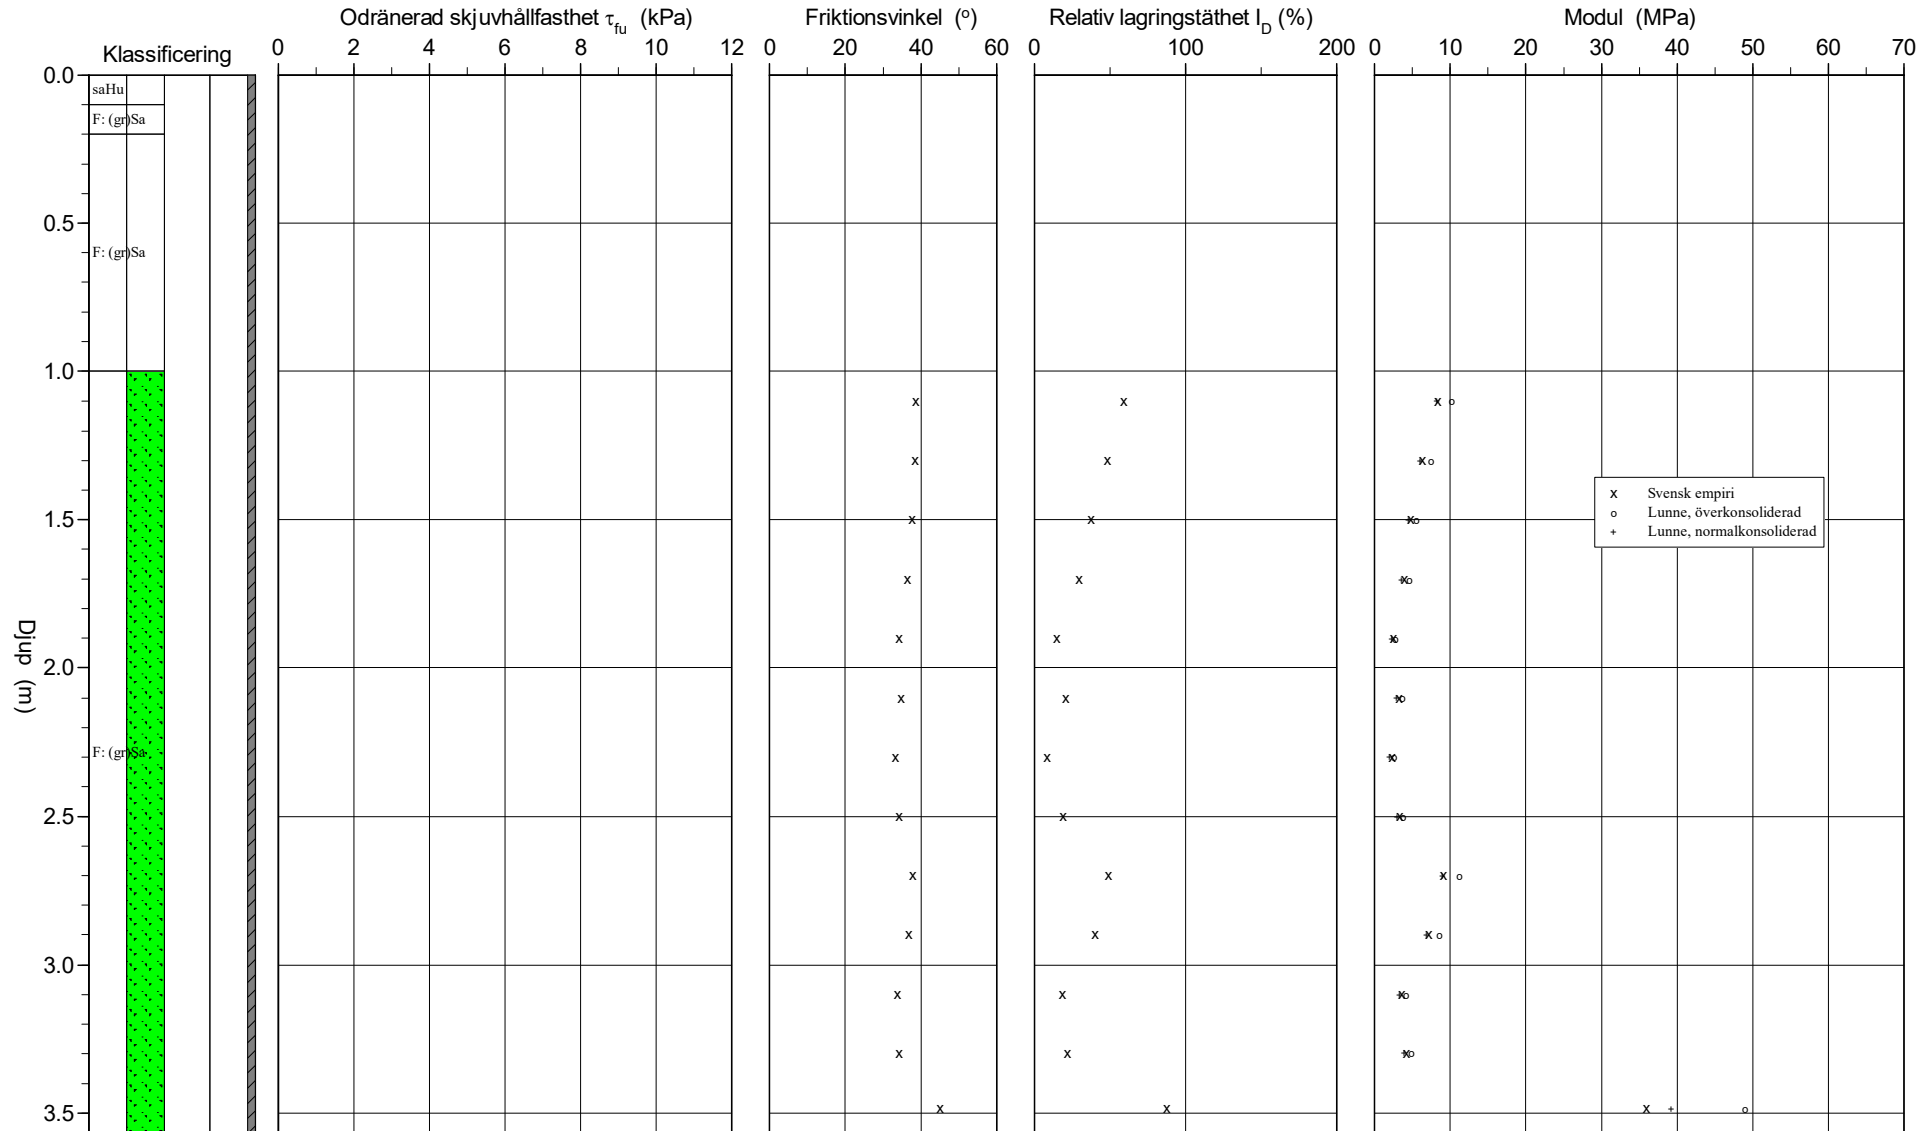 Odränerad skjuvhållfasthet τfu (kPa)
Friktionsvinkel (o)
Relativ lagringstäthet ID (%)
Modul (MPa)
Klassificering
0 2 4 6 8 10 12
0 20 40 60
0 100 200
0 10 20 30 40 50 60 70
0.0
saHu
F: (gr)Sa
0.5
F: (gr)Sa
1.0
1.5
x Svensk empiri
o Lunne, överkonsoliderad
+ Lunne, normalkonsoliderad
Djup (m)
2.0
F: (gr)Sa
2.5
3.0
3.5